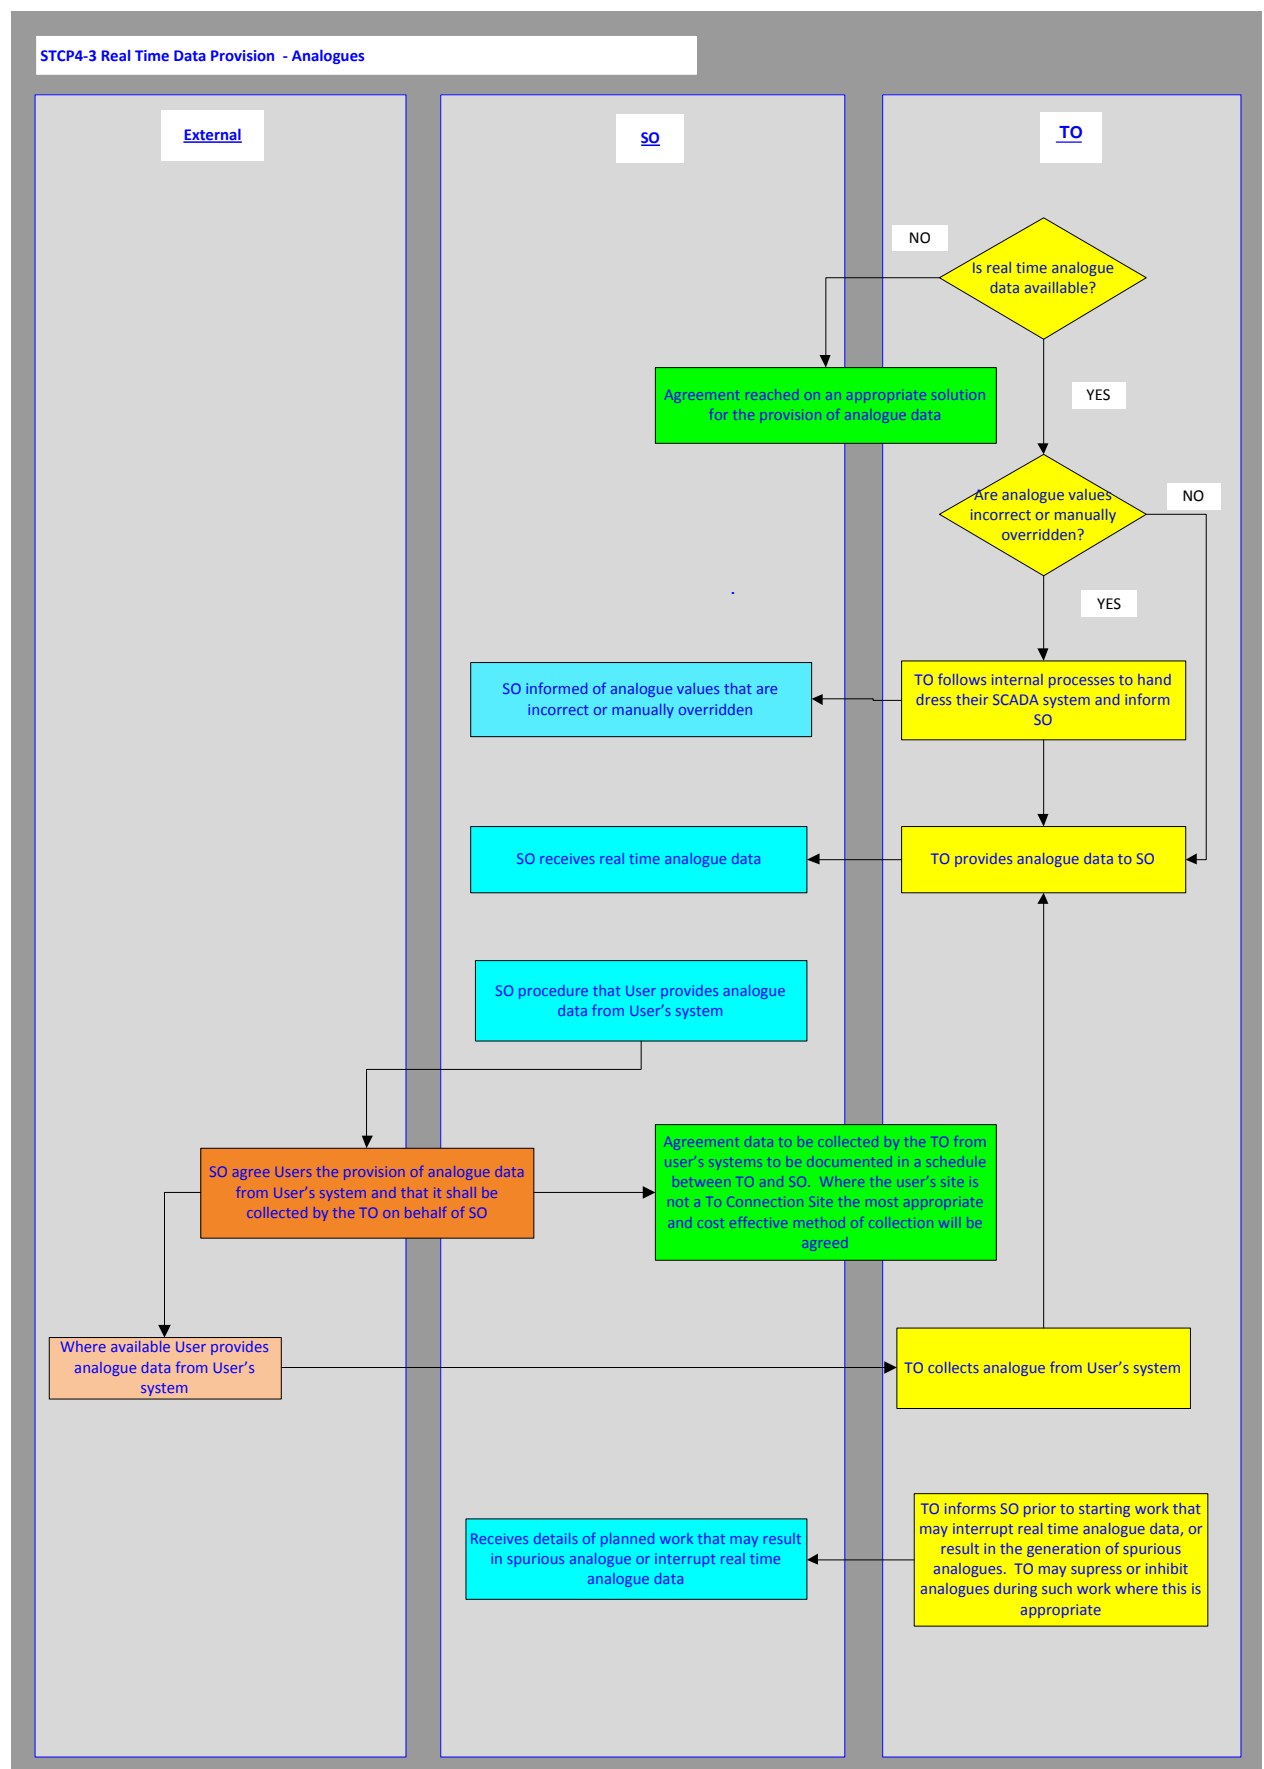 STCP4-3 Real Time Data Provision - Analogues
External
SO
TO
NO
Is real time analogue
data availlable?
Agreement reached on an appropriate solution
for the provision of analogue data
YES
Are analogue values
incorrect or manually
overridden?
NO
YES
SO informed of analogue values that are
incorrect or manually overridden
TO follows internal processes to hand
dress their SCADA system and inform
SO
SO receives real time analogue data
TO provides analogue data to SO
SO procedure that User provides analogue
data from User's system
SO agree Users the provision of analogue data
from User's system and that it shall be
collected by the TO on behalf of SO
Agreement data to be collected by the TO from
user's systems to be documented in a schedule
between TO and SO. Where the user's site is
not a To Connection Site the most appropriate
and cost effective method of collection will be
agreed
Where available User provides
analogue data from User's
system
TO collects analogue from User's system
Receives details of planned work that may result
in spurious analogue or interrupt real time
analogue data
TO informs SO prior to starting work that
may interrupt real time analogue data, or
result in the generation of spurious
analogues. TO may supress or inhibit
analogues during such work where this is
appropriate